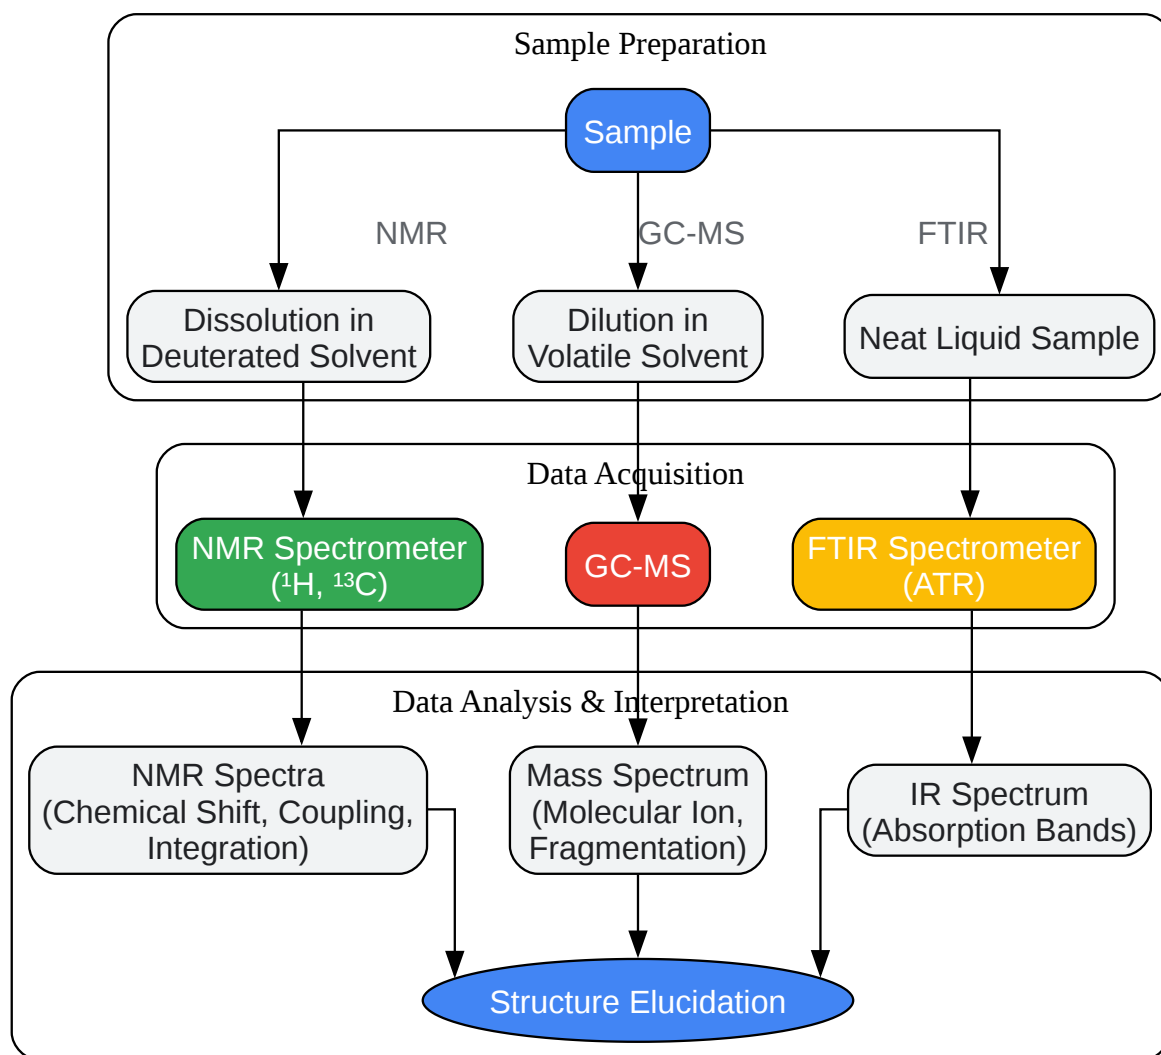 Sample Preparation
Sample
NMR
GC-MS
FTIR
Dissolution in
Deuterated Solvent
Dilution in
Volatile Solvent
Neat Liquid Sample
Data Acquisition
NMR Spectrometer
(¹H, ¹³C)
GC-MS
FTIR Spectrometer
(ATR)
Data Analysis & Interpretation
NMR Spectra
(Chemical Shift, Coupling,
Integration)
Mass Spectrum
(Molecular Ion,
Fragmentation)
IR Spectrum
(Absorption Bands)
Structure Elucidation